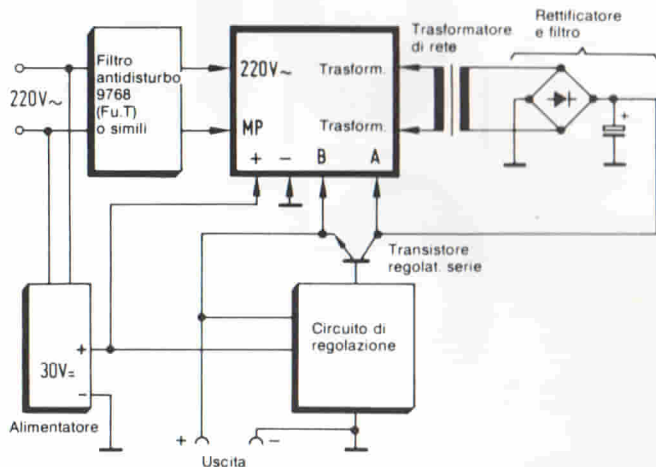 Rettificatore
e filtro
Trasformatore
di rete
Filtro
antidisturbo
9768
(Fu.T)
o simili
220V~
220V~
Trasform.
MP
Trasform.
+
-
B
A
+
Transistore
regolat. serie
Circuito di
regolazione
30V=
+
-
Alimentatore
+
-
Uscita